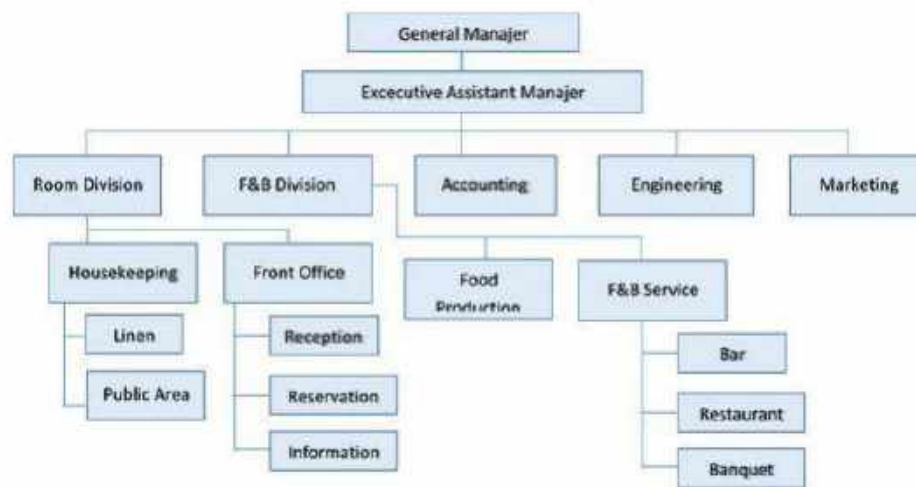 General Manajer
Excecutive Assistant Manajer
Room Division
F&B Division
Accounting
Engineering
Marketing
Housekeeping
Front Office
Food
Production
F&B Service
Linen
Reception
Bar
Public Area
Reservation
Restaurant
Information
Banquet